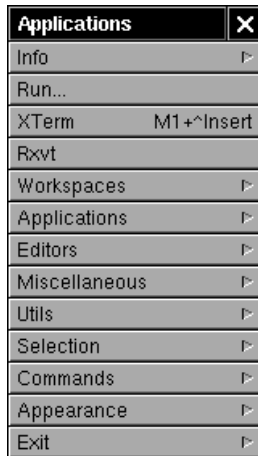 Applications
Info
Run...
XTerm M1+^Insert
Rxvt
Workspaces
Applications
Editors
Miscellaneous
Utils
Selection
Commands
Appearance
Exit